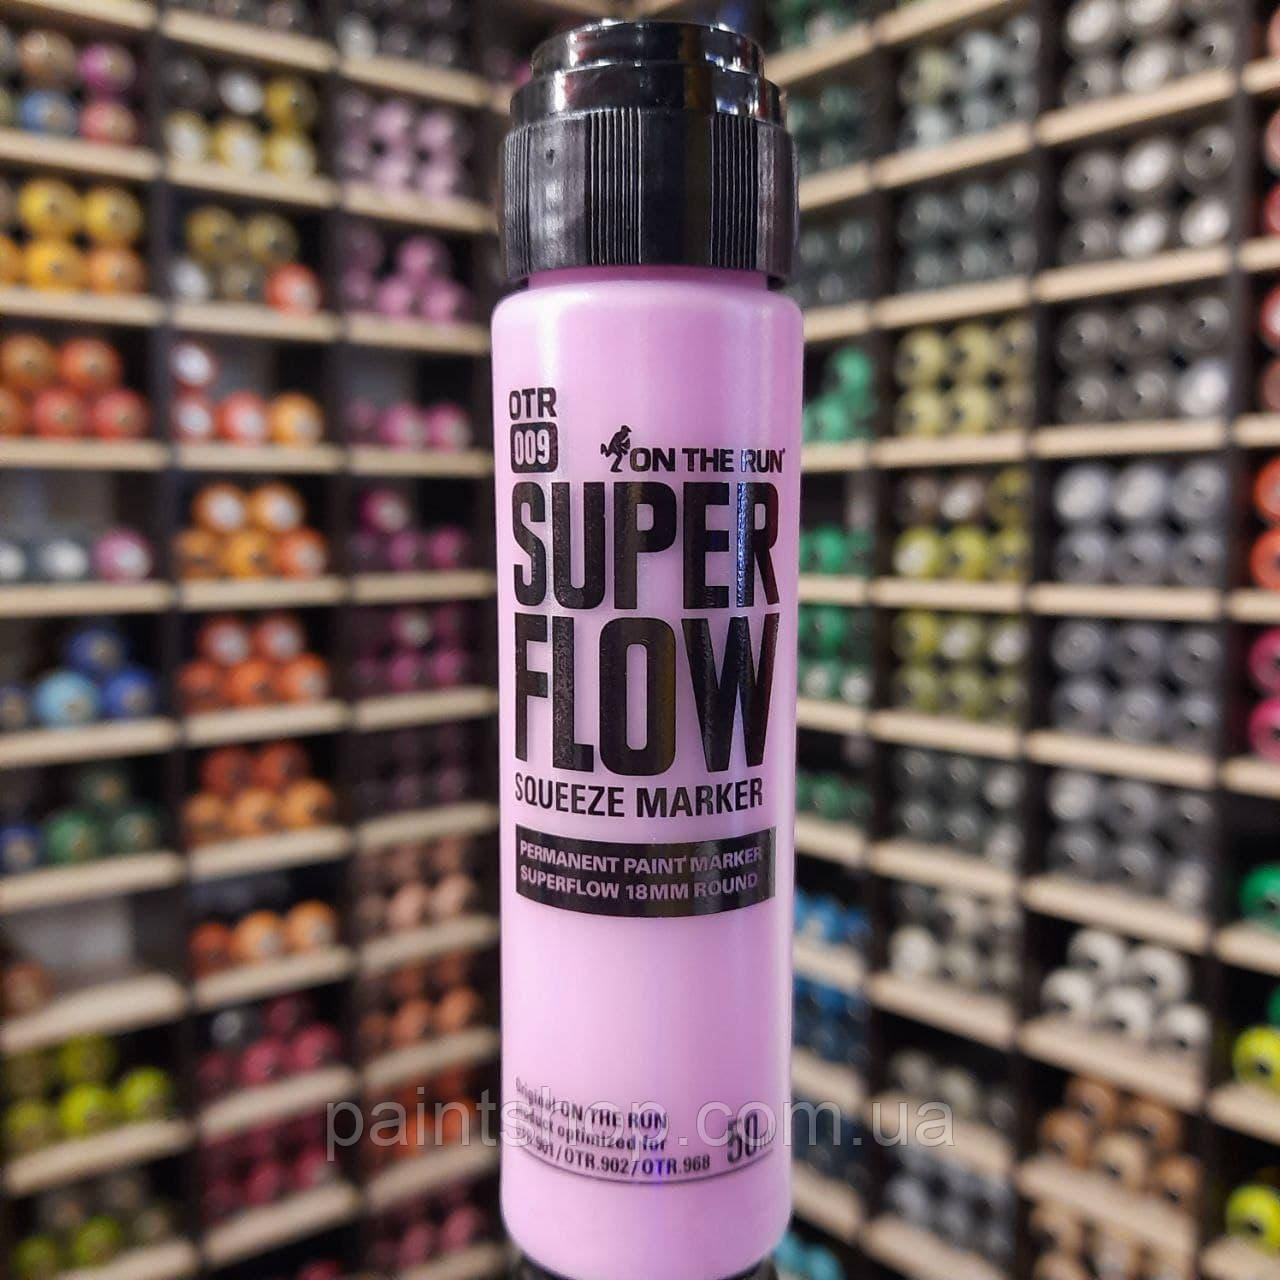 OTR
009
ON THE RUN
SUPER
FLOW
SQUEEZE MARKER
PERMANENT PAINT MARKER
SUPERFLOW 18MM ROUND
Original ON THE RUN
optimized for
/OTR.902/OTR.968
50
paintshop.com.ua